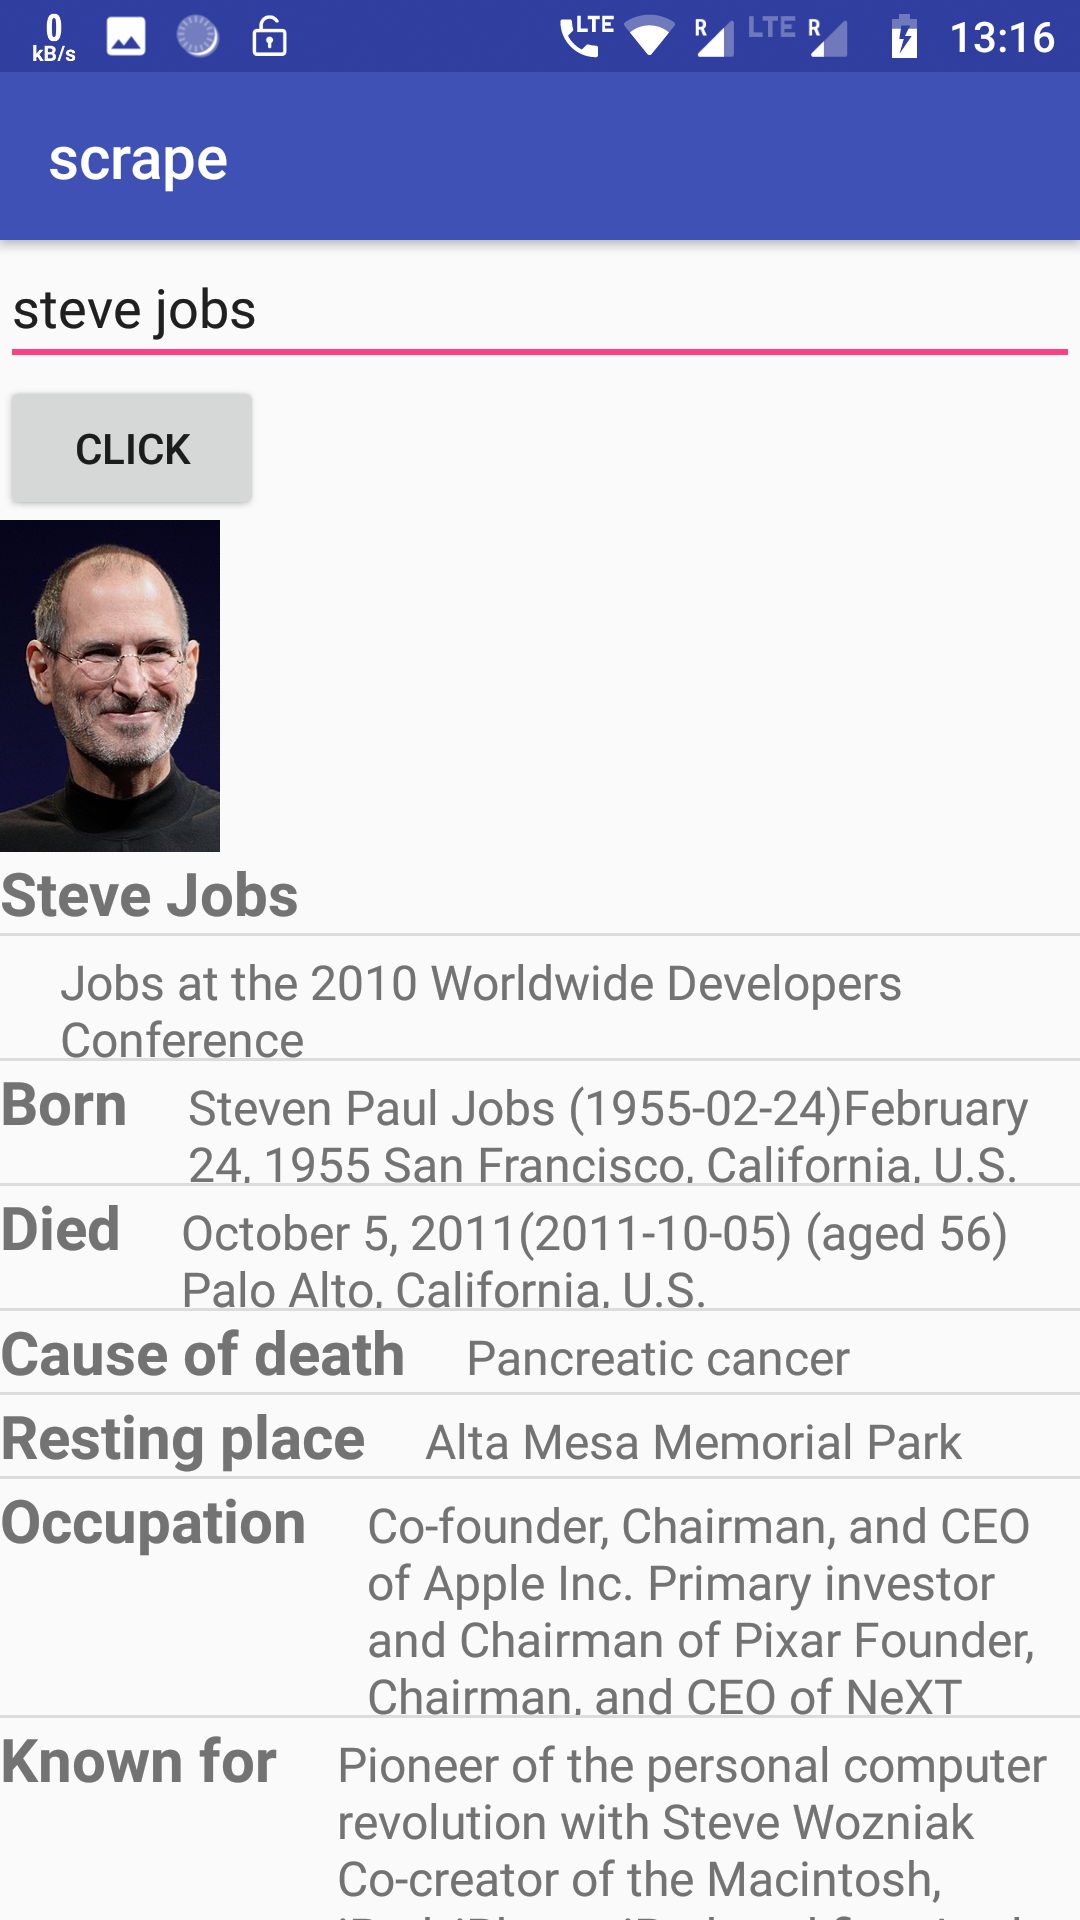 0
kB/s
LTE
R
LTE
R
13:16
scrape
steve jobs
CLICK
Steve Jobs
Jobs at the 2010 Worldwide Developers
Conference
Born
Steven Paul Jobs (1955-02-24)February
24, 1955 San Francisco, California, U.S.
Died
October 5, 2011(2011-10-05) (aged 56)
Palo Alto, California, U.S.
Cause of death
Pancreatic cancer
Resting place
Alta Mesa Memorial Park
Occupation
Co-founder, Chairman, and CEO
of Apple Inc. Primary investor
and Chairman of Pixar Founder,
Chairman, and CEO of NeXT
Known for
Pioneer of the personal computer
revolution with Steve Wozniak
Co-creator of the Macintosh,